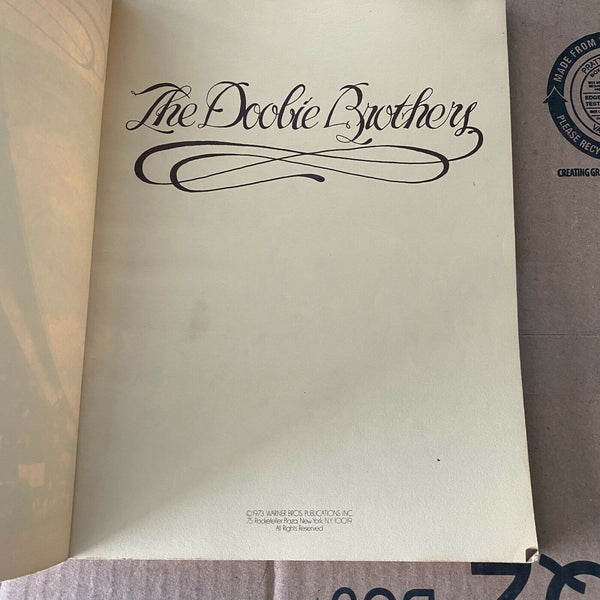 The Doobie Brothers
©1973 WARNER BROS. PUBLICATIONS INC.
75 Rockefeller Plaza, New York, N.Y. 10019
All Rights Reserved
MADE FROM
PLEASE RECY
CREATING GR